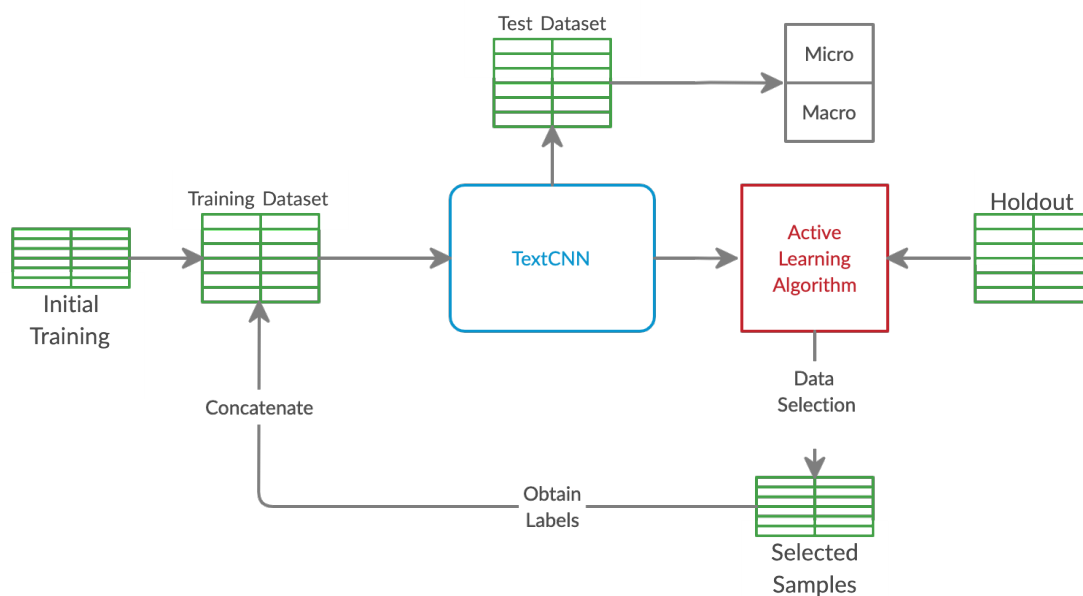 Test Dataset
Micro
Macro
Training Dataset
Holdout
TextCNN
Active
Learning
Algorithm
Initial
Training
Data
Selection
Concatenate
Obtain
Labels
Selected
Samples